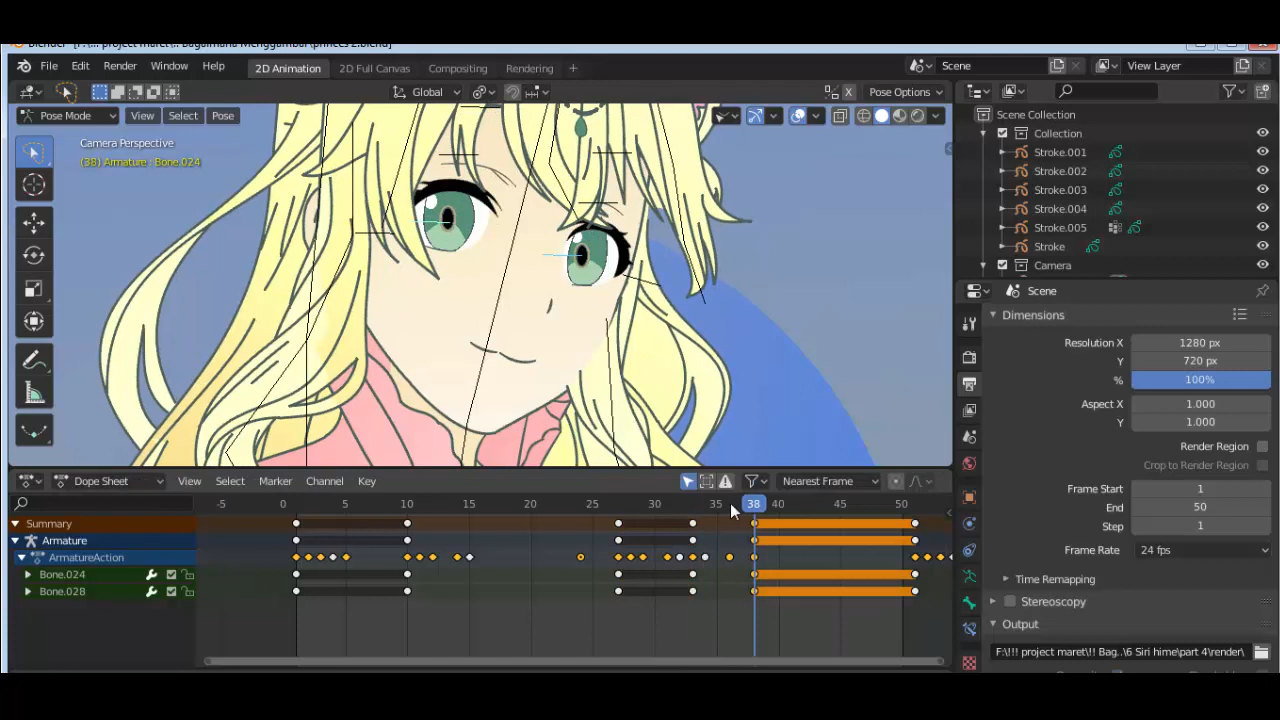 Blender [F:\!!! project maret\!! Bagaimana Menggambar\princes 2.blend]
File Edit Render Window Help 2D Animation 2D Full Canvas Compositing Rendering + Scene View Layer
Global X Pose Options
Pose Mode View Select Pose
Camera Perspective
(38) Armature : Bone.024
Scene Collection
Collection
Stroke.001
Stroke.002
Stroke.003
Stroke.004
Stroke.005
Stroke
Camera
Scene
Dimensions
Resolution X 1280 px
Y 720 px
% 100%
Aspect X 1.000
Y 1.000
Render Region
Crop to Render Region
Frame Start 1
End 50
Step 1
Frame Rate 24 fps
Time Remapping
Stereoscopy
Output
F:\!!! project maret\!! Bag..\6 Siri hime\part 4\render\
Dope Sheet View Select Marker Channel Key Nearest Frame
-5 0 5 10 15 20 25 30 35 38 40 45 50
Summary
Armature
ArmatureAction
Bone.024
Bone.028